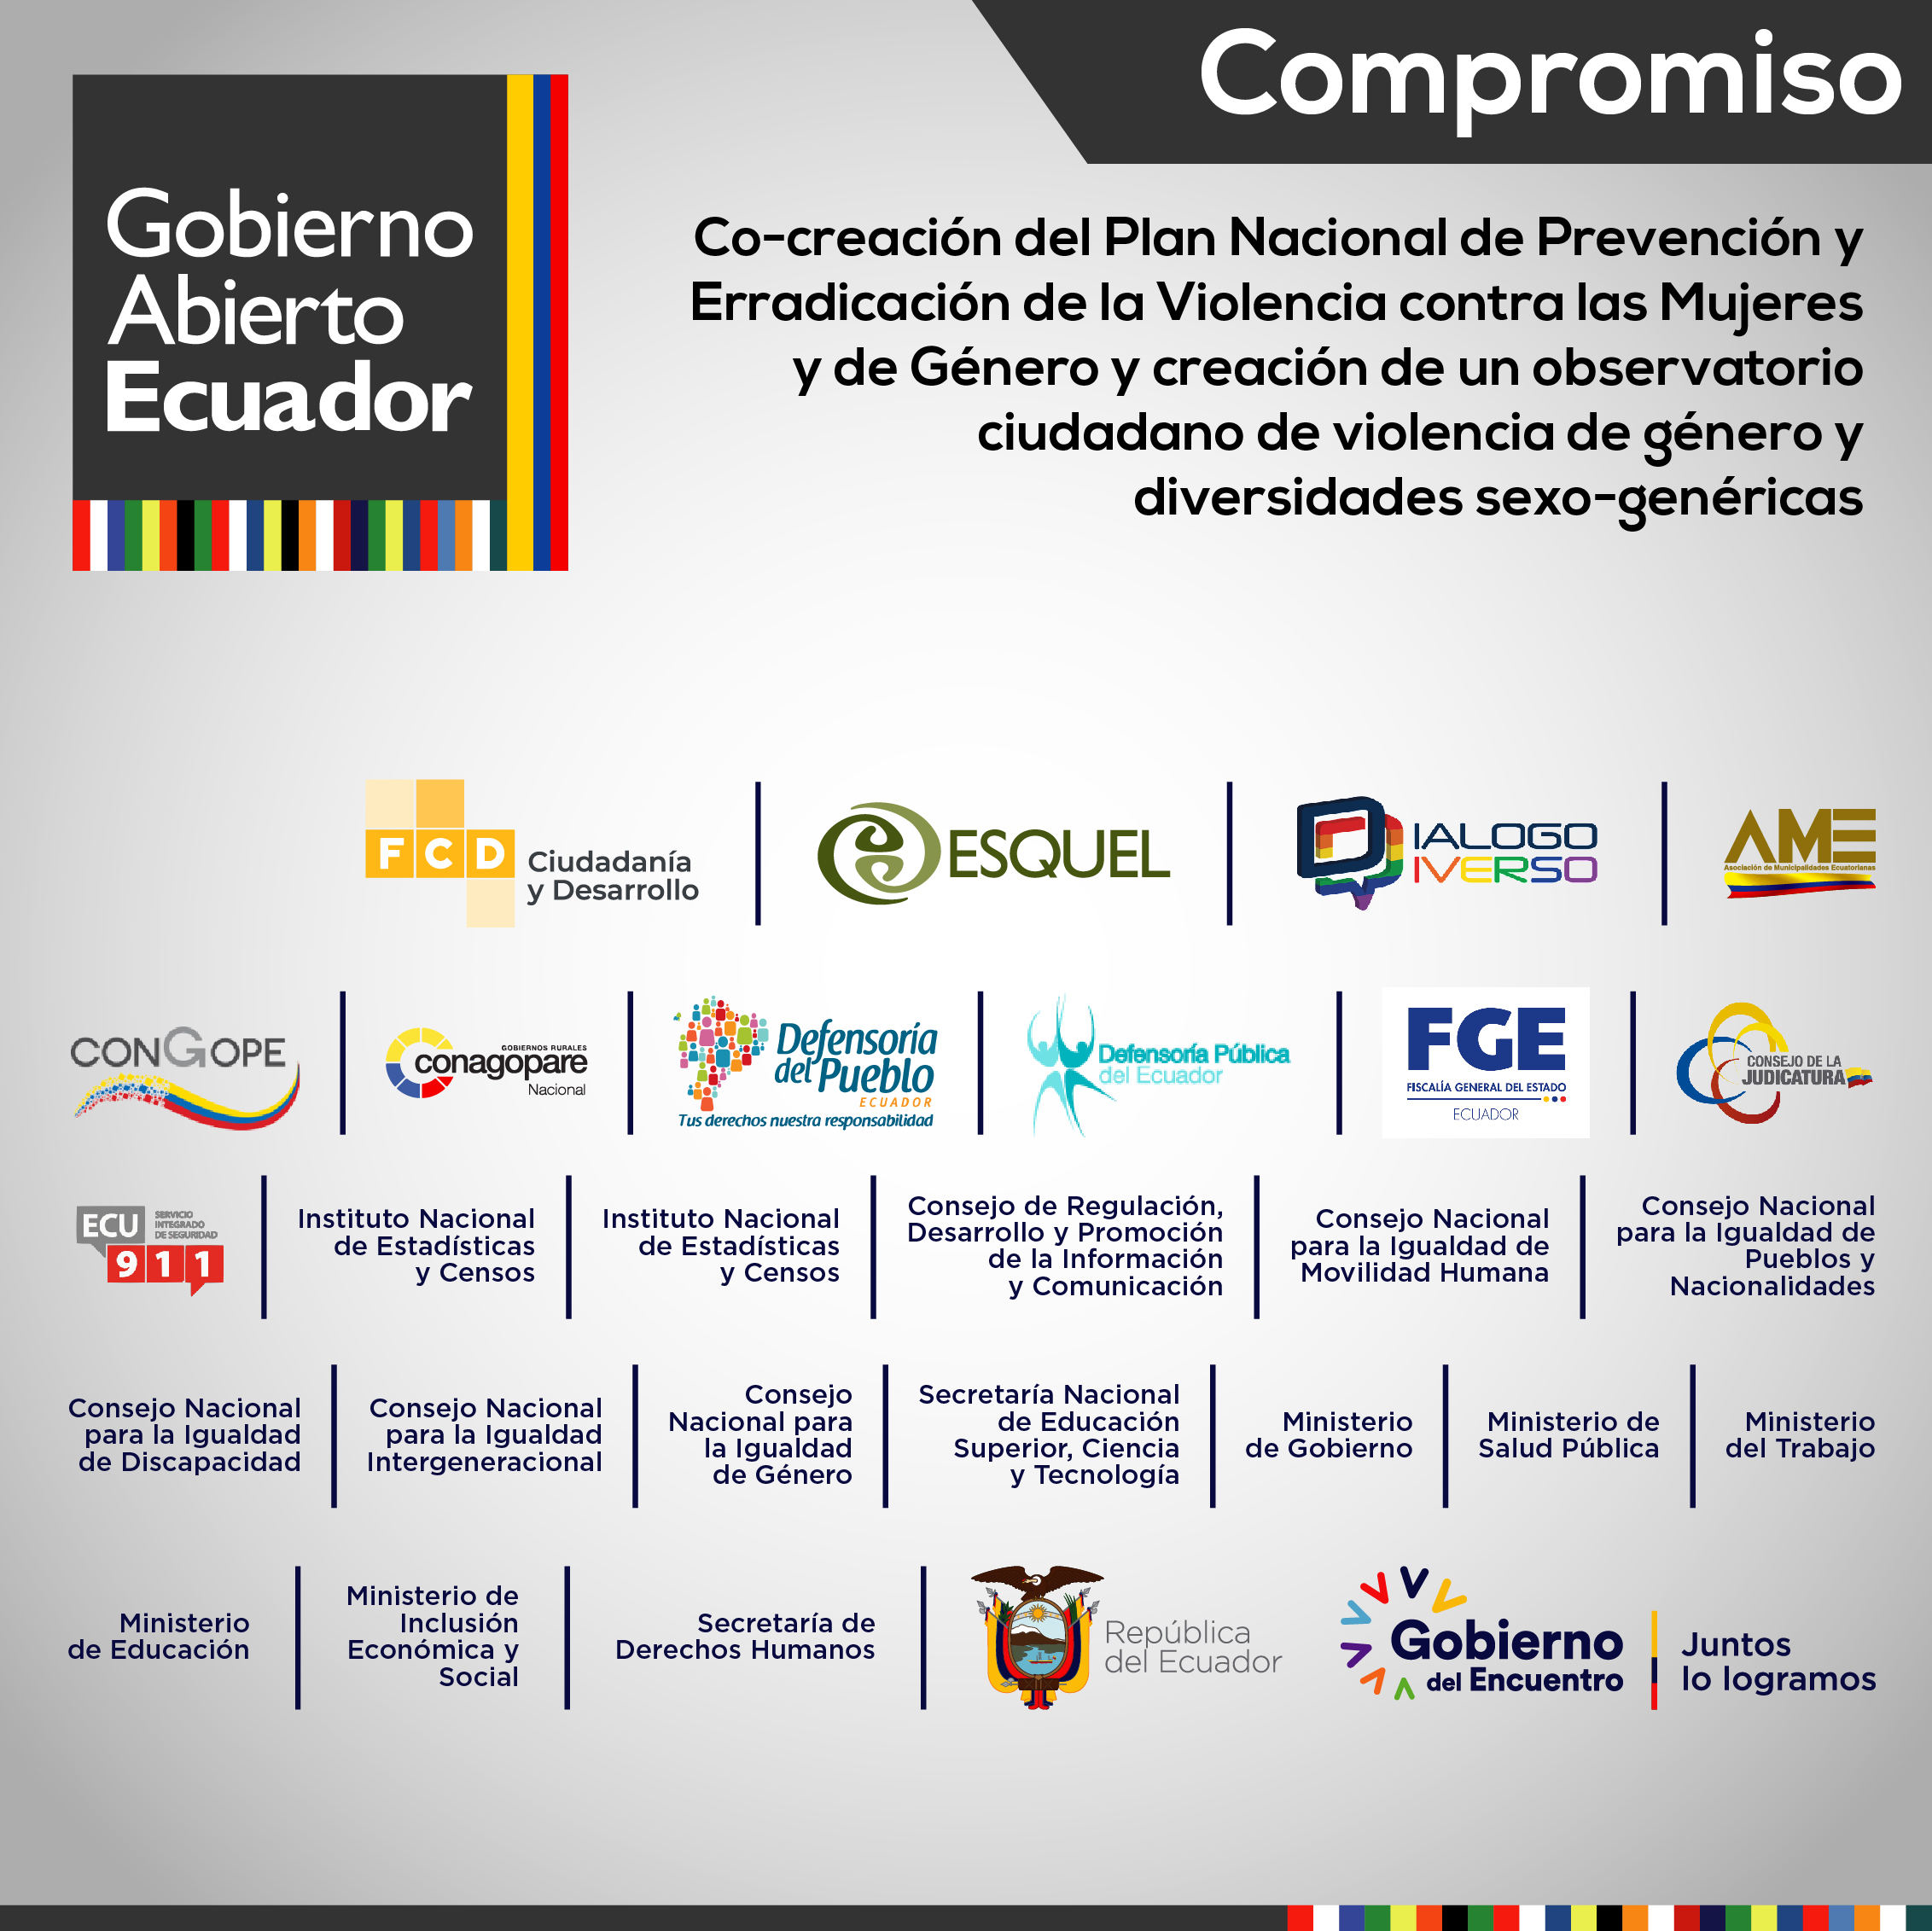 Compromiso
Gobierno
Abierto
Ecuador
Co-creación del Plan Nacional de Prevención y
Erradicación de la Violencia contra las Mujeres
y de Género y creación de un observatorio
ciudadano de violencia de género y
diversidades sexo-genéricas
FCD
Ciudadanía
y Desarrollo
ESQUEL
DIALOGO
DIVERSO
AME
Asociación de Municipalidades Ecuatorianas
CONGOPE
GOBIERNOS RURALES
conagopare
Nacional
Defensoría
del Pueblo
ECUADOR
Tus derechos nuestra responsabilidad
Defensoría Pública
del Ecuador
FGE
FISCALÍA GENERAL DEL ESTADO
ECUADOR
CONSEJO DE LA
JUDICATURA
ECU
911
SERVICIO
INTEGRADO
DE SEGURIDAD
Instituto Nacional
de Estadísticas
y Censos
Instituto Nacional
de Estadísticas
y Censos
Consejo de Regulación,
Desarrollo y Promoción
de la Información
y Comunicación
Consejo Nacional
para la Igualdad de
Movilidad Humana
Consejo Nacional
para la Igualdad de
Pueblos y
Nacionalidades
Consejo Nacional
para la Igualdad
de Discapacidad
Consejo Nacional
para la Igualdad
Intergeneracional
Consejo
Nacional para
la Igualdad
de Género
Secretaría Nacional
de Educación
Superior, Ciencia
y Tecnología
Ministerio
de Gobierno
Ministerio de
Salud Pública
Ministerio
del Trabajo
Ministerio
de Educación
Ministerio de
Inclusión
Económica y
Social
Secretaría de
Derechos Humanos
República
del Ecuador
Gobierno
del Encuentro
Juntos
lo logramos